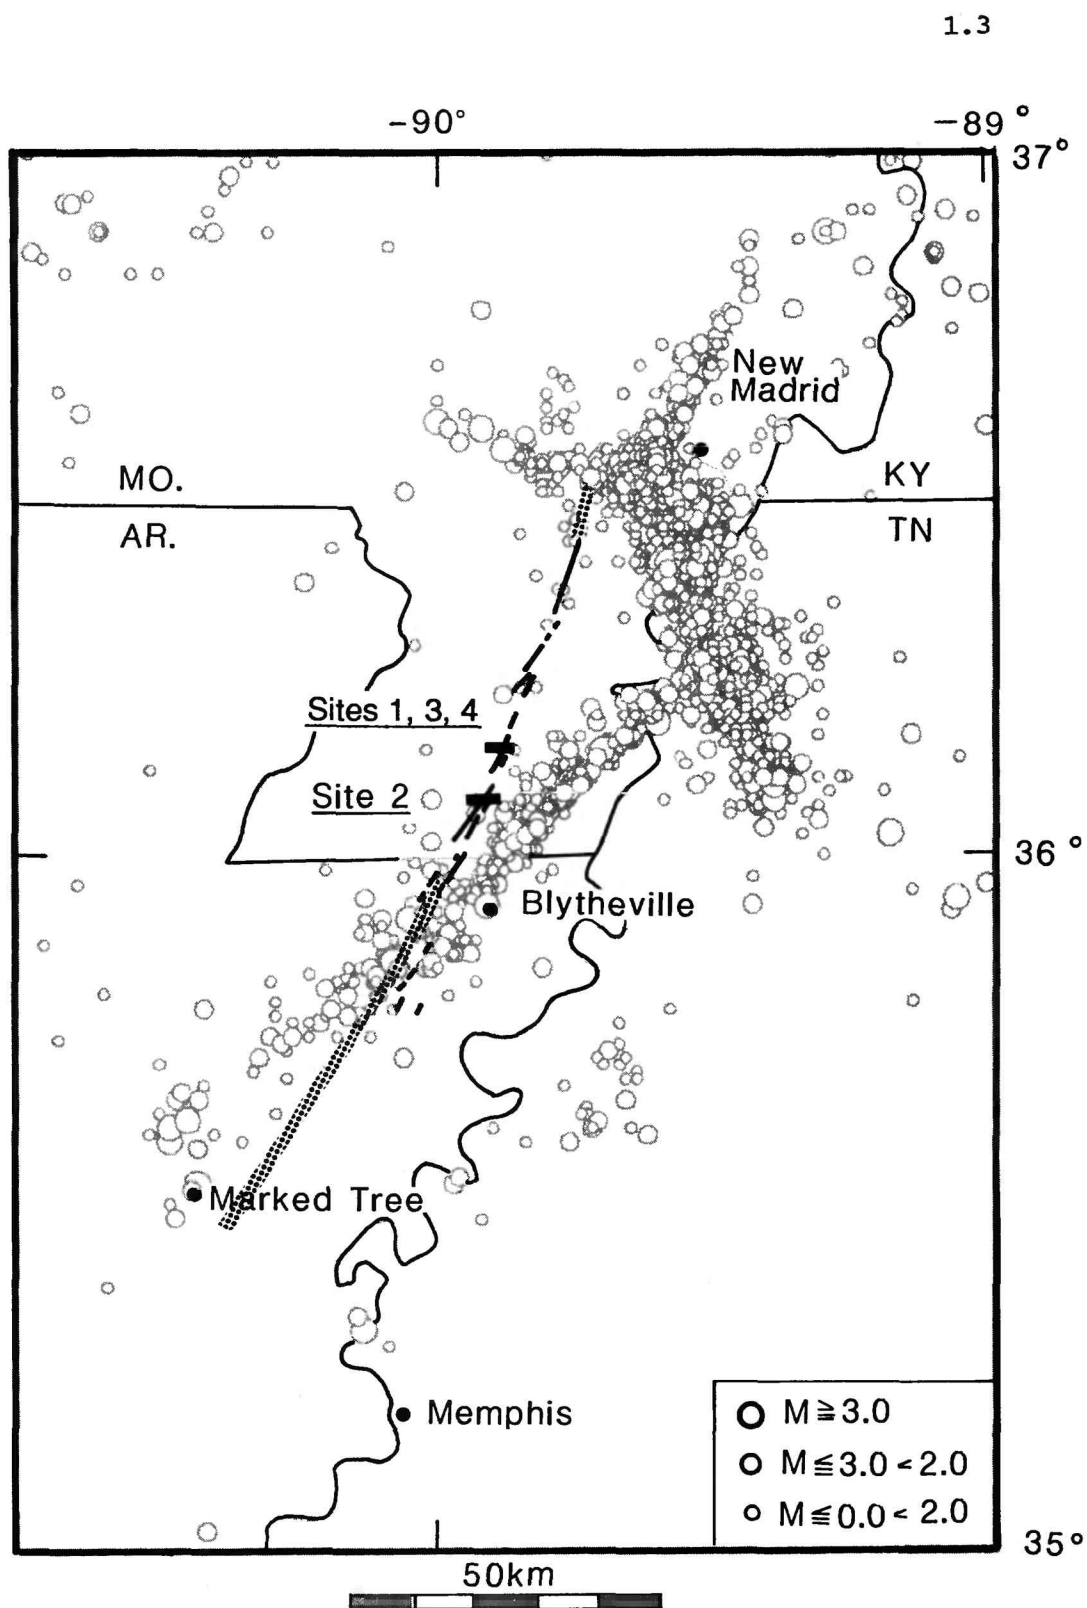 1.3
-90°
-89°
37°
New
Madrid
MO.
KY
AR.
TN
Sites 1, 3, 4
Site 2
36°
Blytheville
Marked Tree
Memphis
M ≧ 3.0
M ≦ 3.0 < 2.0
M ≦ 0.0 < 2.0
35°
50km